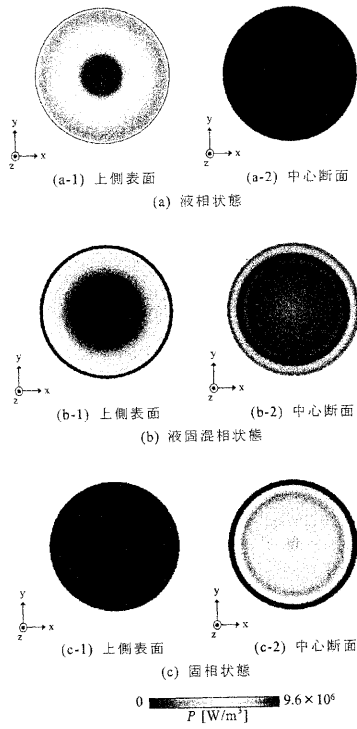 y
x
z
y
x
z
(a-1) 上側表面
(a-2) 中心断面
(a) 液相状態
y
x
z
y
x
z
(b-1) 上側表面
(b-2) 中心断面
(b) 液固混相状態
y
x
z
y
x
z
(c-1) 上側表面
(c-2) 中心断面
(c) 固相状態
0
9.6×10⁶
P [W/m³]